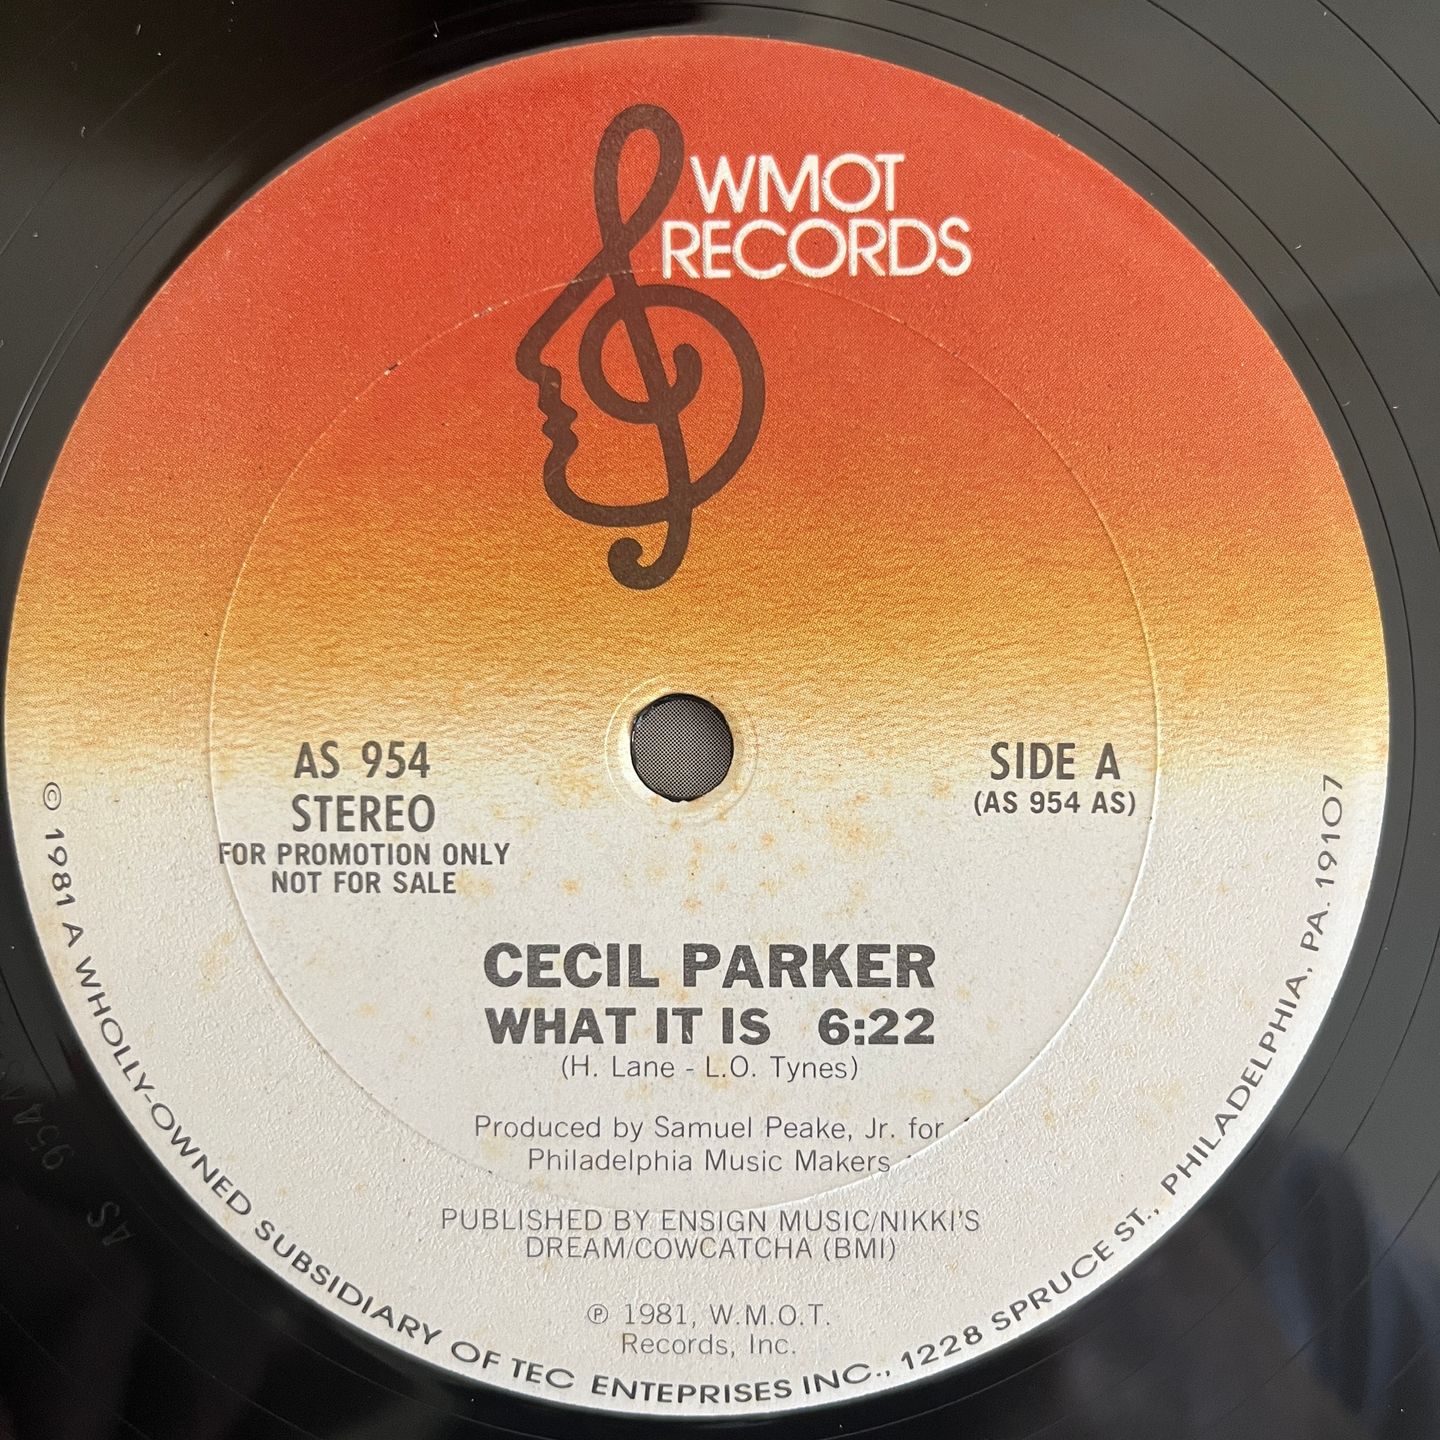 WMOT
RECORDS
AS 954
STEREO
FOR PROMOTION ONLY
NOT FOR SALE
SIDE A
(AS 954 AS)
CECIL PARKER
WHAT IT IS 6:22
(H. Lane - L.O. Tynes)
Produced by Samuel Peake, Jr. for
Philadelphia Music Makers
PUBLISHED BY ENSIGN MUSIC/NIKKI'S
DREAM/COWCATCHA (BMI)
℗ 1981, W.M.O.T.
Records, Inc.
© 1981 A WHOLLY-OWNED SUBSIDIARY OF TEC ENTEPRISES INC., 1228 SPRUCE ST., PHILADELPHIA, PA. 19107